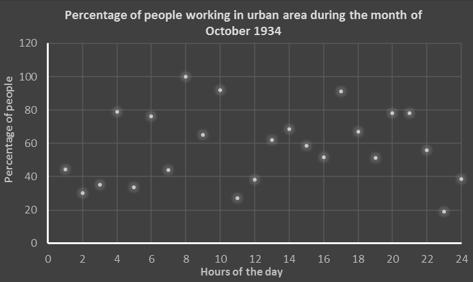 Percentage of people working in urban area during the month of
October 1934
Percentage of people
120
100
80
60
40
20
0
0 2 4 6 8 10 12 14 16 18 20 22 24
Hours of the day